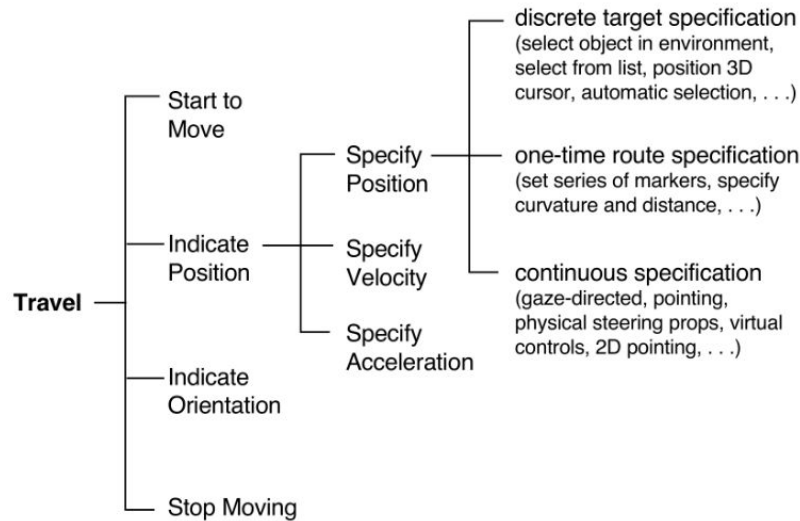 Travel
Start to
Move
Indicate
Position
Indicate
Orientation
Stop Moving
Specify
Position
Specify
Velocity
Specify
Acceleration
discrete target specification
(select object in environment,
select from list, position 3D
cursor, automatic selection, . . .)
one-time route specification
(set series of markers, specify
curvature and distance, . . .)
continuous specification
(gaze-directed, pointing,
physical steering props, virtual
controls, 2D pointing, . . .)